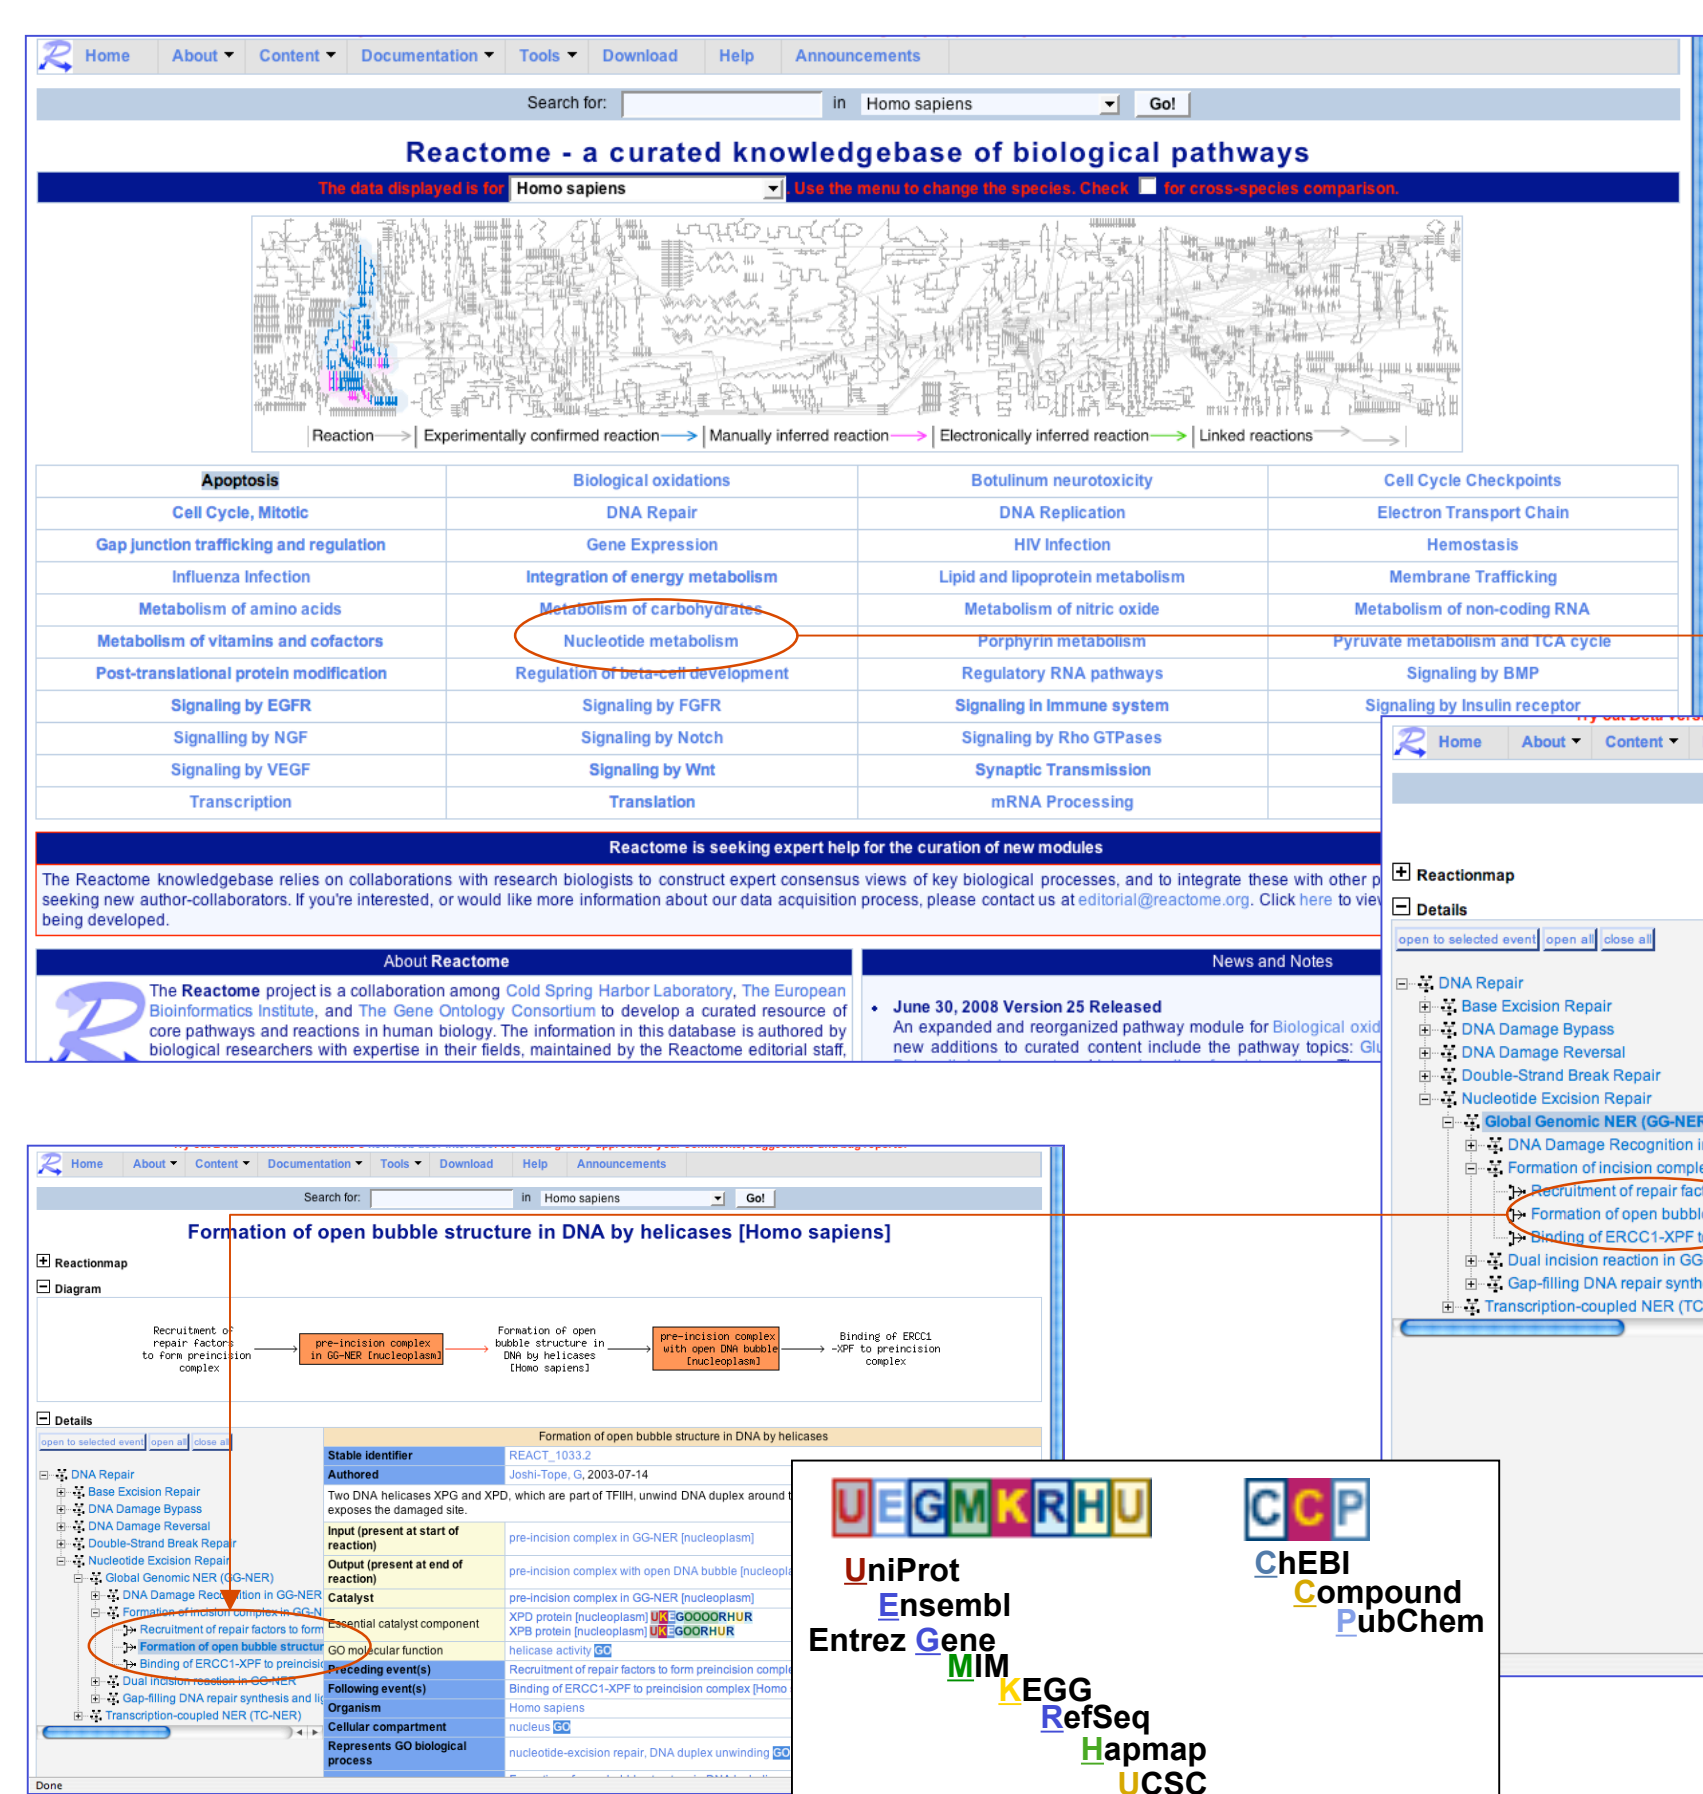 Home About Content Documentation Tools Download Help Announcements
Search for: in Homo sapiens Go!
Reactome - a curated knowledgebase of biological pathways
The data displayed is for Homo sapiens . Use the menu to change the species. Check for cross-species comparison.
Reaction Experimentally confirmed reaction Manually inferred reaction Electronically inferred reaction Linked reactions
Apoptosis Biological oxidations Botulinum neurotoxicity Cell Cycle Checkpoints
Cell Cycle, Mitotic DNA Repair DNA Replication Electron Transport Chain
Gap junction trafficking and regulation Gene Expression HIV Infection Hemostasis
Influenza Infection Integration of energy metabolism Lipid and lipoprotein metabolism Membrane Trafficking
Metabolism of amino acids Metabolism of carbohydrates Metabolism of nitric oxide Metabolism of non-coding RNA
Metabolism of vitamins and cofactors Nucleotide metabolism Porphyrin metabolism Pyruvate metabolism and TCA cycle
Post-translational protein modification Regulation of beta-cell development Regulatory RNA pathways Signaling by BMP
Signaling by EGFR Signaling by FGFR Signaling in Immune system Signaling by Insulin receptor
Signalling by NGF Signaling by Notch Signaling by Rho GTPases
Signaling by VEGF Signaling by Wnt Synaptic Transmission
Transcription Translation mRNA Processing
Reactome is seeking expert help for the curation of new modules
The Reactome knowledgebase relies on collaborations with research biologists to construct expert consensus views of key biological processes, and to integrate these with other p
seeking new author-collaborators. If you're interested, or would like more information about our data acquisition process, please contact us at editorial@reactome.org. Click here to view
being developed.
About Reactome
The Reactome project is a collaboration among Cold Spring Harbor Laboratory, The European
Bioinformatics Institute, and The Gene Ontology Consortium to develop a curated resource of
core pathways and reactions in human biology. The information in this database is authored by
biological researchers with expertise in their fields, maintained by the Reactome editorial staff,
News and Notes
June 30, 2008 Version 25 Released
An expanded and reorganized pathway module for Biological oxid
new additions to curated content include the pathway topics: Glu
Home About Content
Reactionmap
Details
open to selected event open all close all
DNA Repair
Base Excision Repair
DNA Damage Bypass
DNA Damage Reversal
Double-Strand Break Repair
Nucleotide Excision Repair
Global Genomic NER (GG-NER
DNA Damage Recognition i
Formation of incision comple
Recruitment of repair fact
Formation of open bubble
Binding of ERCC1-XPF t
Dual incision reaction in GG
Gap-filling DNA repair synth
Transcription-coupled NER (TC
Home About Content Documentation Tools Download Help Announcements
Search for: in Homo sapiens Go!
Formation of open bubble structure in DNA by helicases [Homo sapiens]
Reactionmap
Diagram
Recruitment of
repair factors
to form preincision
complex
pre-incision complex
in GG-NER [nucleoplasm]
Formation of open
bubble structure in
DNA by helicases
[Homo sapiens]
pre-incision complex
with open DNA bubble
[nucleoplasm]
Binding of ERCC1
-XPF to preincision
complex
Details
open to selected event open all close all
DNA Repair
Base Excision Repair
DNA Damage Bypass
DNA Damage Reversal
Double-Strand Break Repair
Nucleotide Excision Repair
Global Genomic NER (GG-NER)
DNA Damage Recognition in GG-NER
Formation of incision complex in GG-N
Recruitment of repair factors to form
Formation of open bubble structur
Binding of ERCC1-XPF to preincisio
Dual incision reaction in GG-NER
Gap-filling DNA repair synthesis and lig
Transcription-coupled NER (TC-NER)
Formation of open bubble structure in DNA by helicases
Stable identifier REACT_1033.2
Authored Joshi-Tope, G, 2003-07-14
Two DNA helicases XPG and XPD, which are part of TFIIH, unwind DNA duplex around t
exposes the damaged site.
Input (present at start of
reaction) pre-incision complex in GG-NER [nucleoplasm]
Output (present at end of
reaction) pre-incision complex with open DNA bubble [nucleopla
Catalyst pre-incision complex in GG-NER [nucleoplasm]
Essential catalyst component XPD protein [nucleoplasm] UKEGOOOORHUR
XPB protein [nucleoplasm] UKEGOORHUR
GO molecular function helicase activity GO
Preceding event(s) Recruitment of repair factors to form preincision comple
Following event(s) Binding of ERCC1-XPF to preincision complex [Homo
Organism Homo sapiens
Cellular compartment nucleus GO
Represents GO biological
process nucleotide-excision repair, DNA duplex unwinding GO
Done
UEGMKRHU
UniProt
Ensembl
Entrez Gene
MIM
KEGG
RefSeq
Hapmap
UCSC
CCP
ChEBI
Compound
PubChem